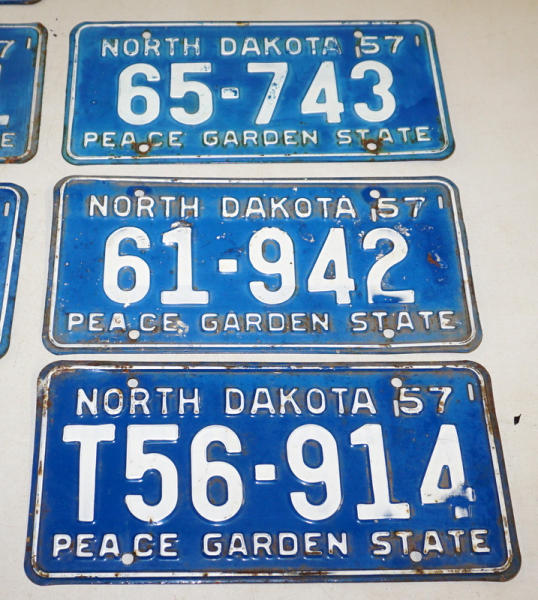 NORTH DAKOTA 57
65-743
PEACE GARDEN STATE
NORTH DAKOTA 57
61-942
PEACE GARDEN STATE
NORTH DAKOTA 57
T56-914
PEACE GARDEN STATE